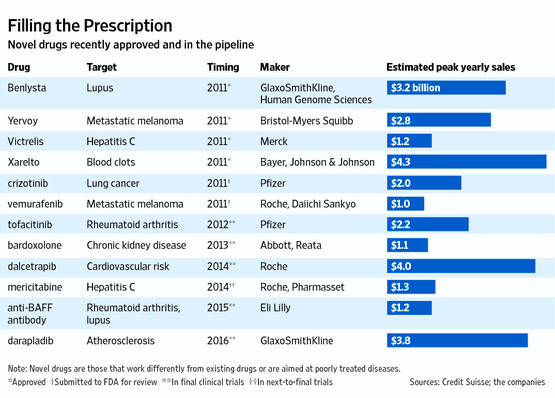 Filling the Prescription
Novel drugs recently approved and in the pipeline
Drug Target Timing Maker Estimated peak yearly sales
Benlysta Lupus 2011* GlaxoSmithKline, $3.2 billion
Human Genome Sciences
Yervoy Metastatic melanoma 2011* Bristol-Myers Squibb $2.8
Victrelis Hepatitis C 2011* Merck $1.2
Xarelto Blood clots 2011* Bayer, Johnson & Johnson $4.3
crizotinib Lung cancer 2011† Pfizer $2.0
vemurafenib Metastatic melanoma 2011† Roche, Daiichi Sankyo $1.0
tofacitinib Rheumatoid arthritis 2012** Pfizer $2.2
bardoxolone Chronic kidney disease 2013** Abbott, Reata $1.1
dalcetrapib Cardiovascular risk 2014** Roche $4.0
mericitabine Hepatitis C 2014†† Roche, Pharmasset $1.3
anti-BAFF Rheumatoid arthritis, 2015** Eli Lilly $1.2
antibody lupus
darapladib Atherosclerosis 2016** GlaxoSmithKline $3.8
Note: Novel drugs are those that work differently from existing drugs or are aimed at poorly treated diseases.
*Approved †Submitted to FDA for review **In final clinical trials ††In next-to-final trials Sources: Credit Suisse; the companies